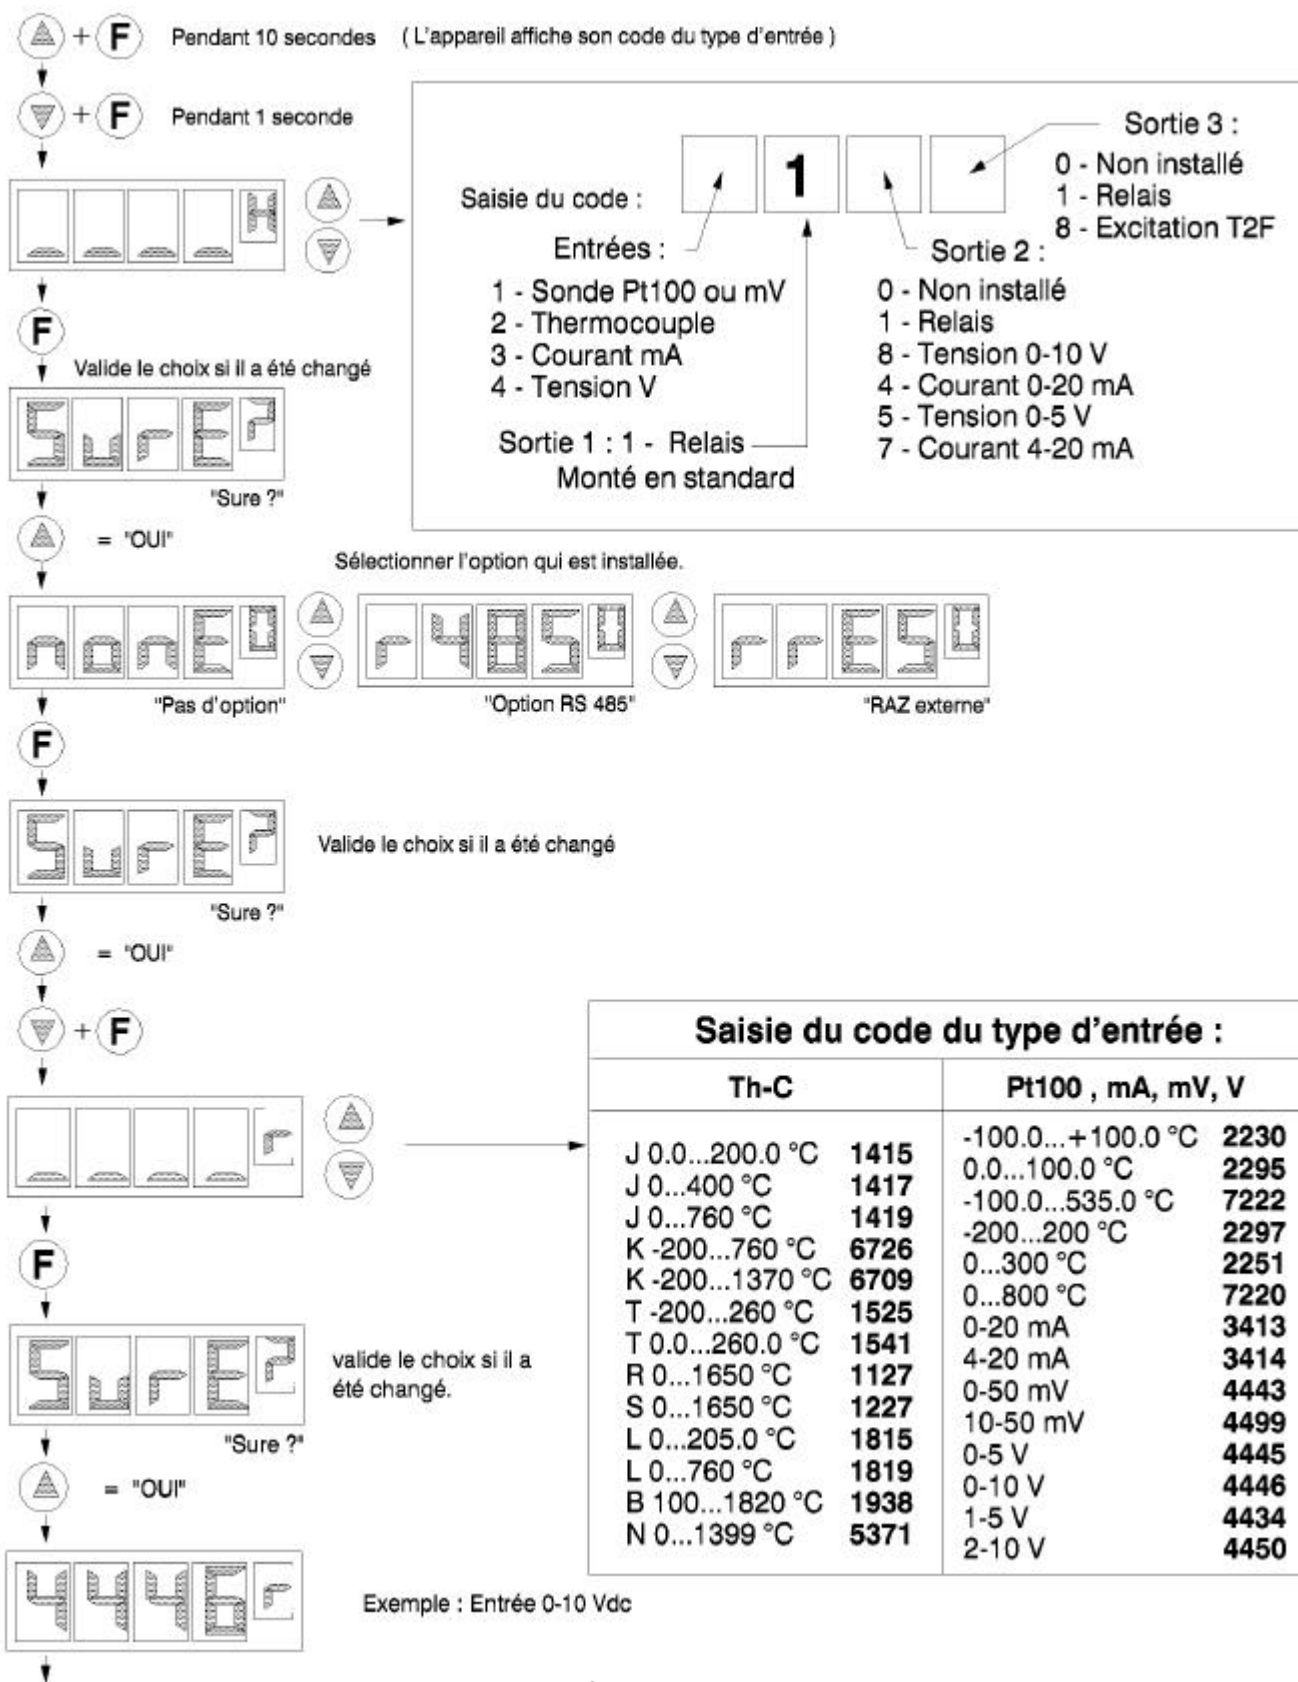 + F Pendant 10 secondes ( L'appareil affiche son code du type d'entrée )
+ F Pendant 1 seconde
H
Saisie du code :
1
Entrées :
1 - Sonde Pt100 ou mV
2 - Thermocouple
3 - Courant mA
4 - Tension V
Sortie 1 : 1 - Relais
Monté en standard
Sortie 2 :
0 - Non installé
1 - Relais
8 - Tension 0-10 V
4 - Courant 0-20 mA
5 - Tension 0-5 V
7 - Courant 4-20 mA
Sortie 3 :
0 - Non installé
1 - Relais
8 - Excitation T2F
F
Valide le choix si il a été changé
SurE?
"Sure ?"
= "OUI"
Sélectionner l'option qui est installée.
nonE0
"Pas d'option"
r4850
"Option RS 485"
rrES0
"RAZ externe"
F
SurE?
Valide le choix si il a été changé
"Sure ?"
= "OUI"
+ F
r
Saisie du code du type d'entrée :
Th-C
J 0.0...200.0 °C 1415
J 0...400 °C 1417
J 0...760 °C 1419
K -200...760 °C 6726
K -200...1370 °C 6709
T -200...260 °C 1525
T 0.0...260.0 °C 1541
R 0...1650 °C 1127
S 0...1650 °C 1227
L 0...205.0 °C 1815
L 0...760 °C 1819
B 100...1820 °C 1938
N 0...1399 °C 5371
Pt100 , mA, mV, V
-100.0...+100.0 °C 2230
0.0...100.0 °C 2295
-100.0...535.0 °C 7222
-200...200 °C 2297
0...300 °C 2251
0...800 °C 7220
0-20 mA 3413
4-20 mA 3414
0-50 mV 4443
10-50 mV 4499
0-5 V 4445
0-10 V 4446
1-5 V 4434
2-10 V 4450
F
SurE?
valide le choix si il a
été changé.
"Sure ?"
= "OUI"
4446r
Exemple : Entrée 0-10 Vdc